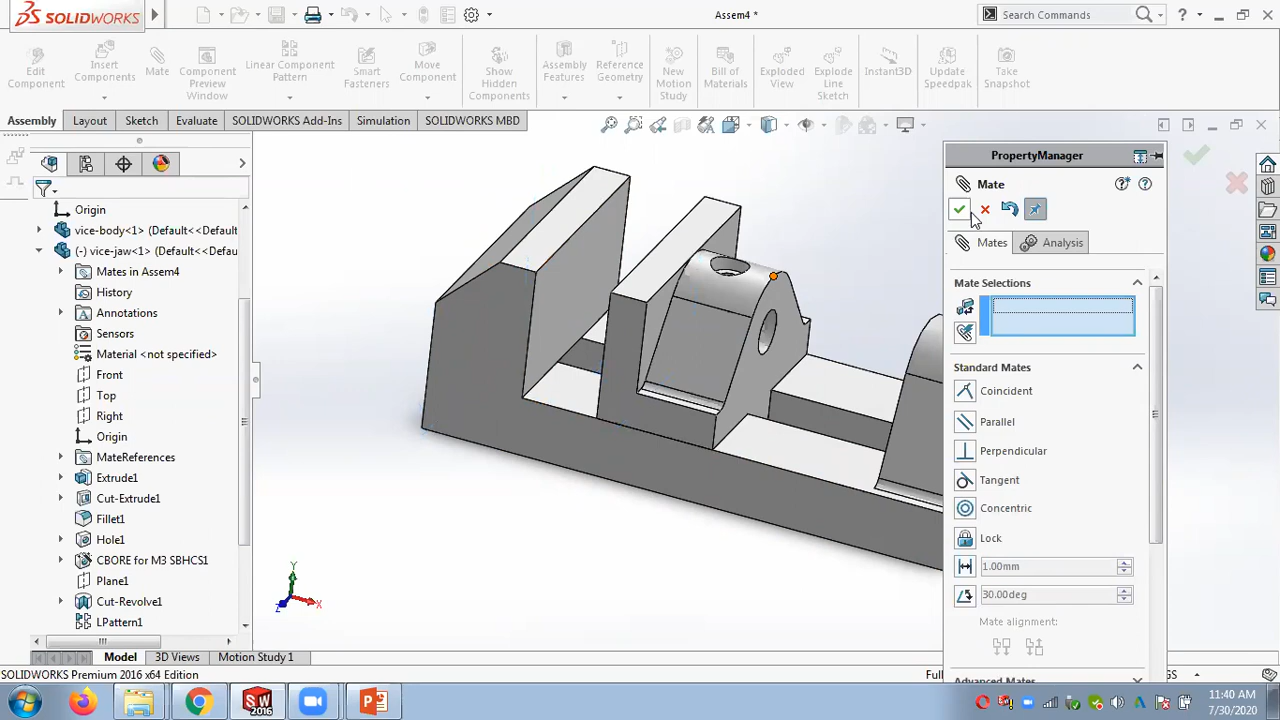 SOLIDWORKS
Assem4 *
Search Commands
Edit Component
Insert Components
Mate
Component Preview Window
Linear Component Pattern
Smart Fasteners
Move Component
Show Hidden Components
Assembly Features
Reference Geometry
New Motion Study
Bill of Materials
Exploded View
Explode Line Sketch
Instant3D
Update Speedpak
Take Snapshot
Assembly
Layout
Sketch
Evaluate
SOLIDWORKS Add-Ins
Simulation
SOLIDWORKS MBD
Origin
vice-body<1> (Default<<Default
(-) vice-jaw<1> (Default<<Defau
Mates in Assem4
History
Annotations
Sensors
Material <not specified>
Front
Top
Right
Origin
MateReferences
Extrude1
Cut-Extrude1
Fillet1
Hole1
CBORE for M3 SBHCS1
Plane1
Cut-Revolve1
LPattern1
Y
X
Z
PropertyManager
Mate
Mates
Analysis
Mate Selections
Standard Mates
Coincident
Parallel
Perpendicular
Tangent
Concentric
Lock
1.00mm
30.00deg
Mate alignment:
Advanced Mates
Model
3D Views
Motion Study 1
SOLIDWORKS Premium 2016 x64 Edition
Full
SW 2016
11:40 AM
7/30/2020